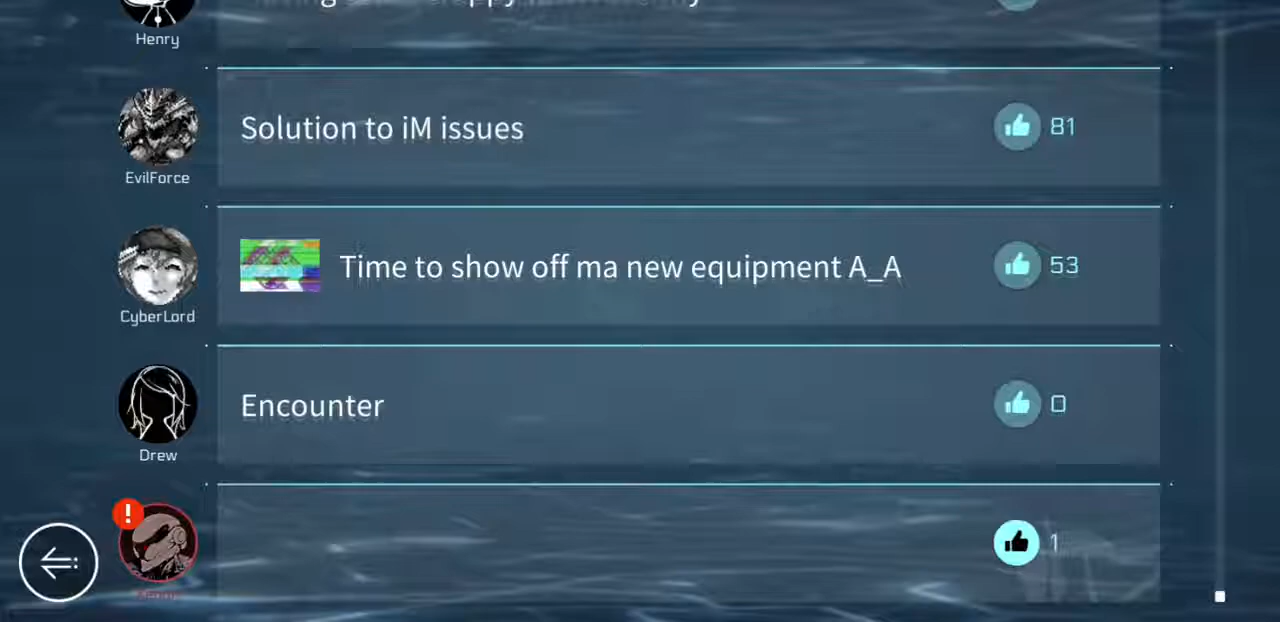 Henry
Solution to iM issues
81
EvilForce
Time to show off ma new equipment A_A
53
CyberLord
Encounter
0
Drew
!
1